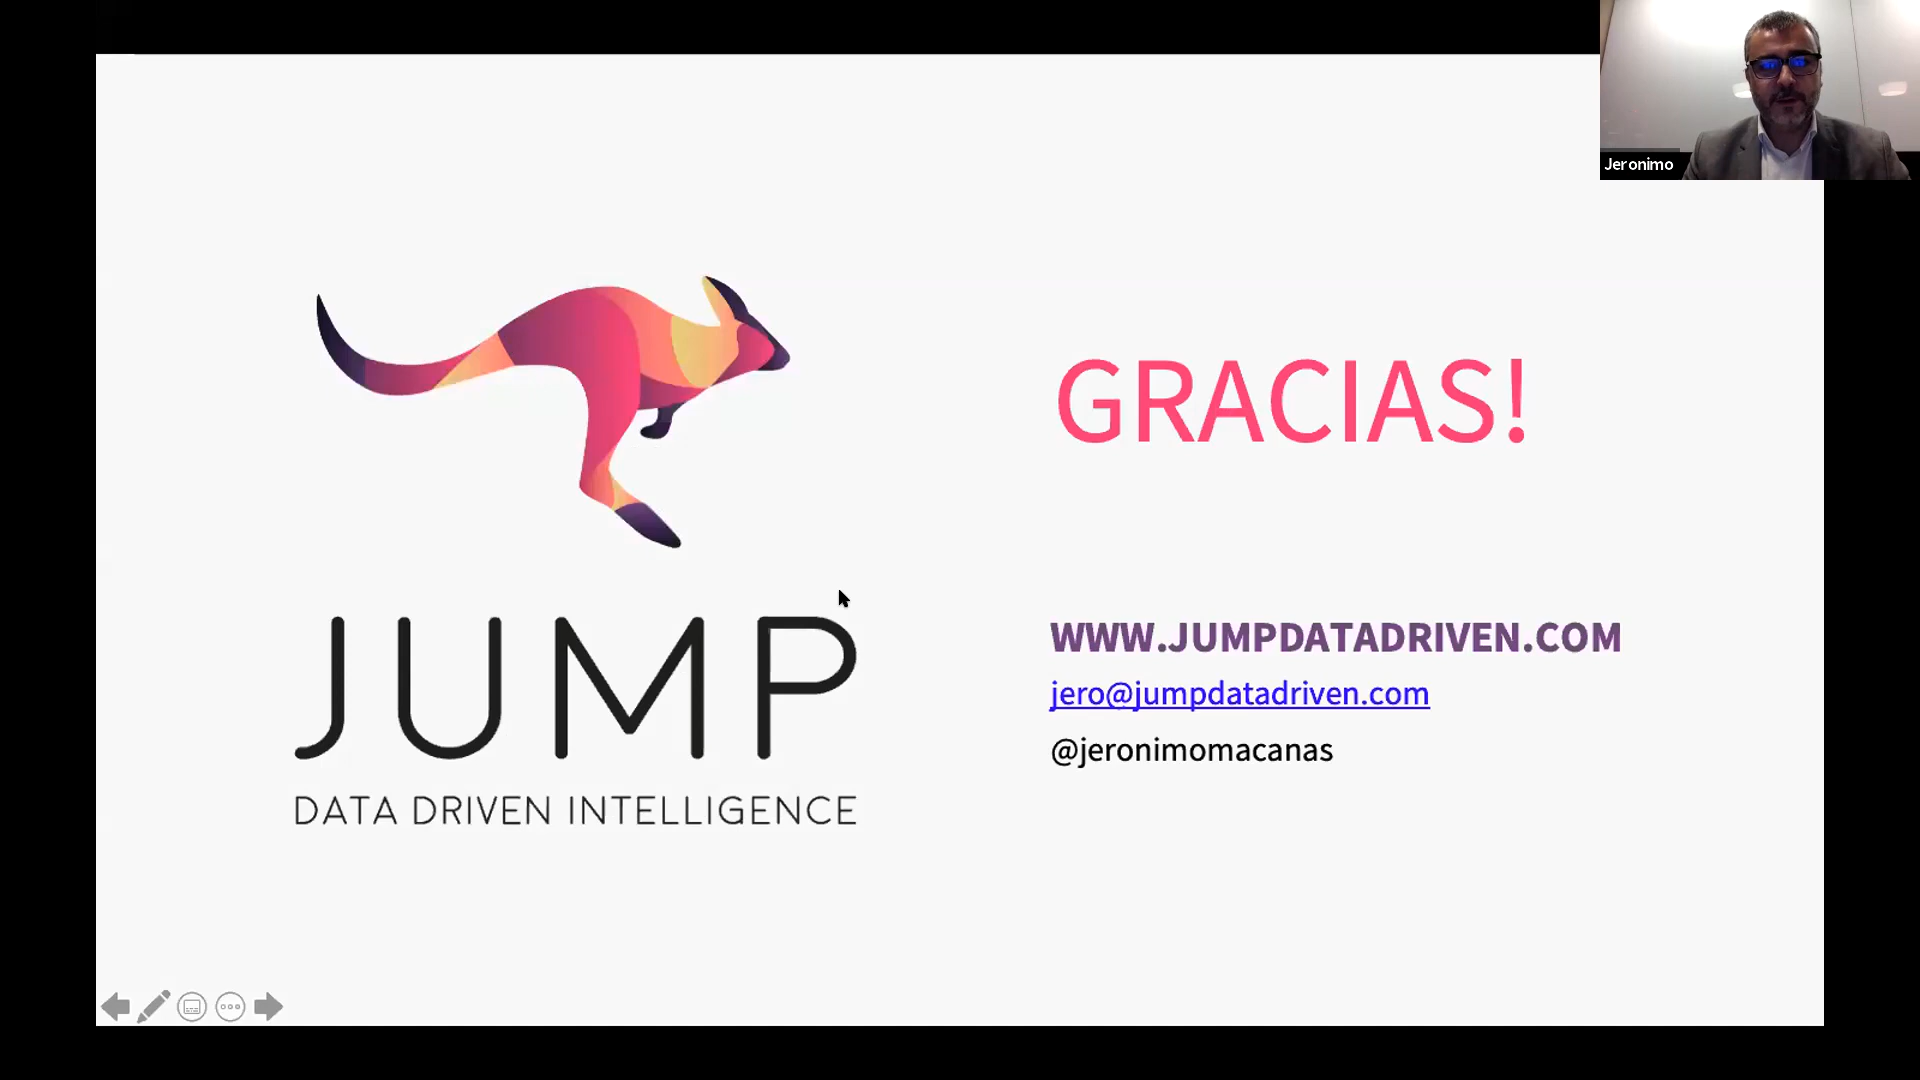 Jeronimo
GRACIAS!
JUMP
DATA DRIVEN INTELLIGENCE
WWW.JUMPDATADRIVEN.COM
jero@jumpdatadriven.com
@jeronimomacanas